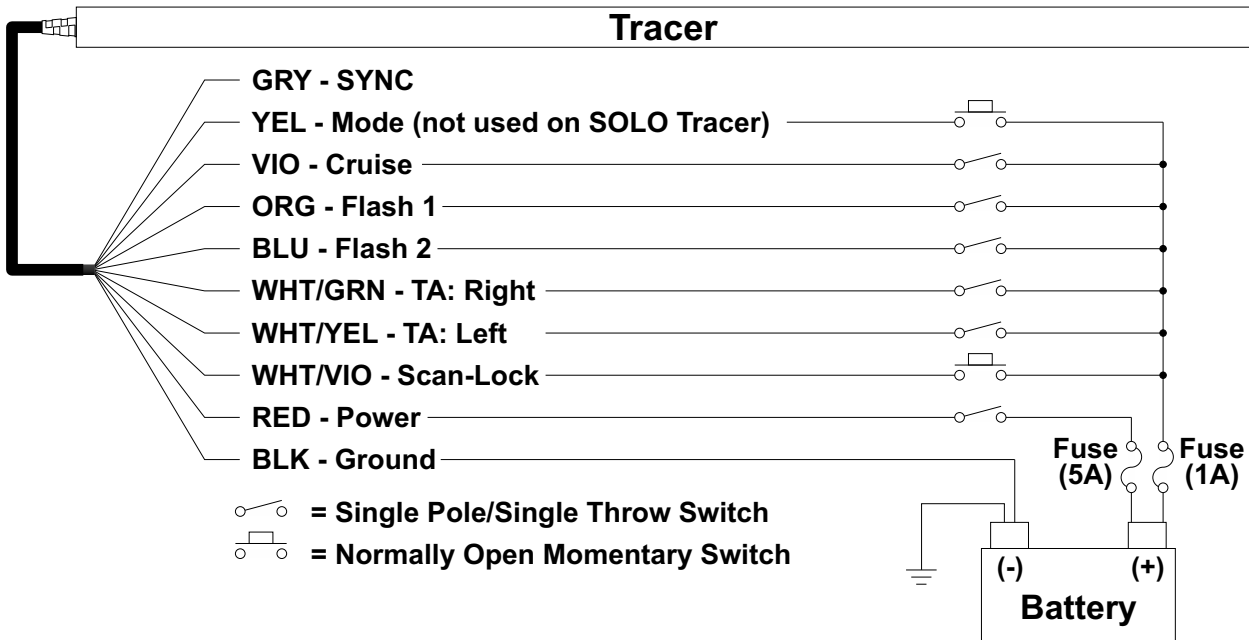 Tracer
GRY - SYNC
YEL - Mode (not used on SOLO Tracer)
VIO - Cruise
ORG - Flash 1
BLU - Flash 2
WHT/GRN - TA: Right
WHT/YEL - TA: Left
WHT/VIO - Scan-Lock
RED - Power
BLK - Ground
Fuse
(5A)
Fuse
(1A)
= Single Pole/Single Throw Switch
= Normally Open Momentary Switch
(-)
(+)
Battery